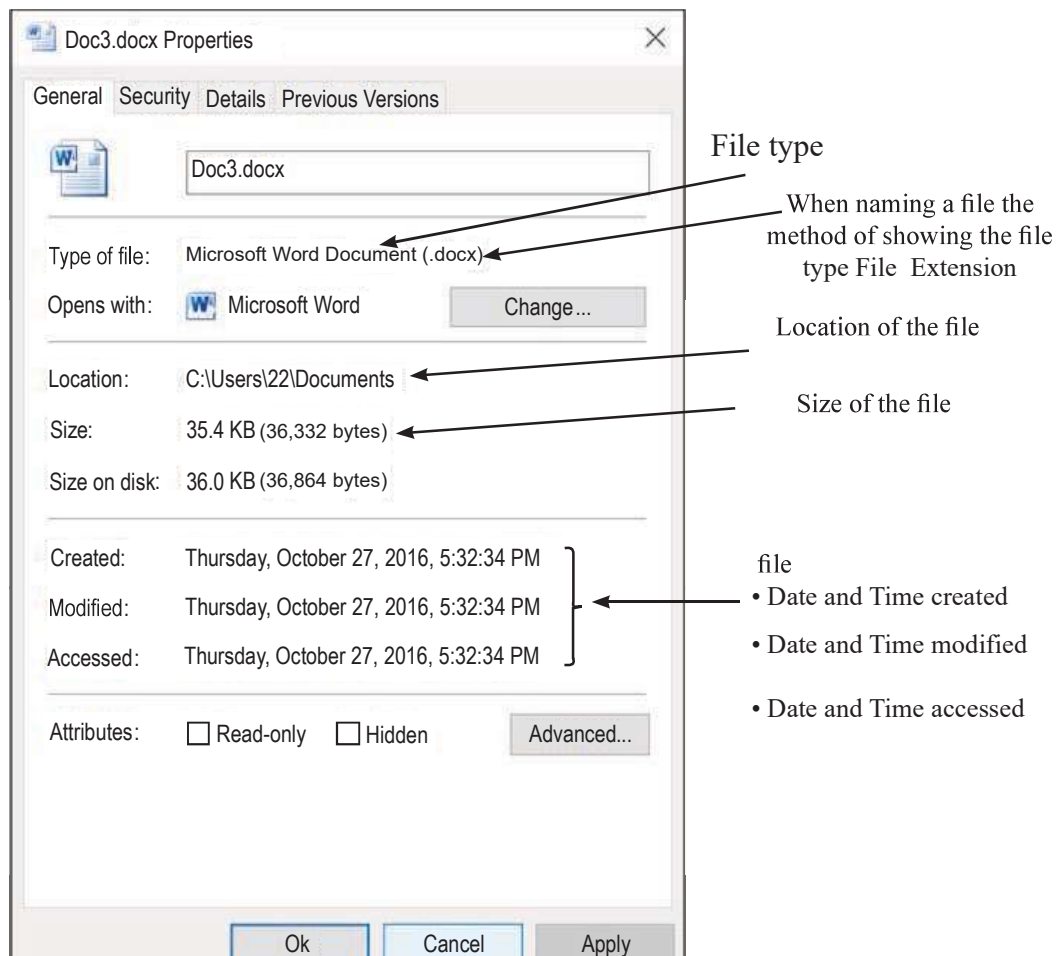 Doc3.docx Properties
General Security Details Previous Versions
Doc3.docx
File type
When naming a file the
method of showing the file
type File Extension
Type of file: Microsoft Word Document (.docx)
Opens with: Microsoft Word Change...
Location of the file
Location: C:\Users\22\Documents
Size of the file
Size: 35.4 KB (36,332 bytes)
Size on disk: 36.0 KB (36,864 bytes)
Created: Thursday, October 27, 2016, 5:32:34 PM
Modified: Thursday, October 27, 2016, 5:32:34 PM
Accessed: Thursday, October 27, 2016, 5:32:34 PM
file
• Date and Time created
• Date and Time modified
• Date and Time accessed
Attributes: Read-only Hidden Advanced...
Ok Cancel Apply